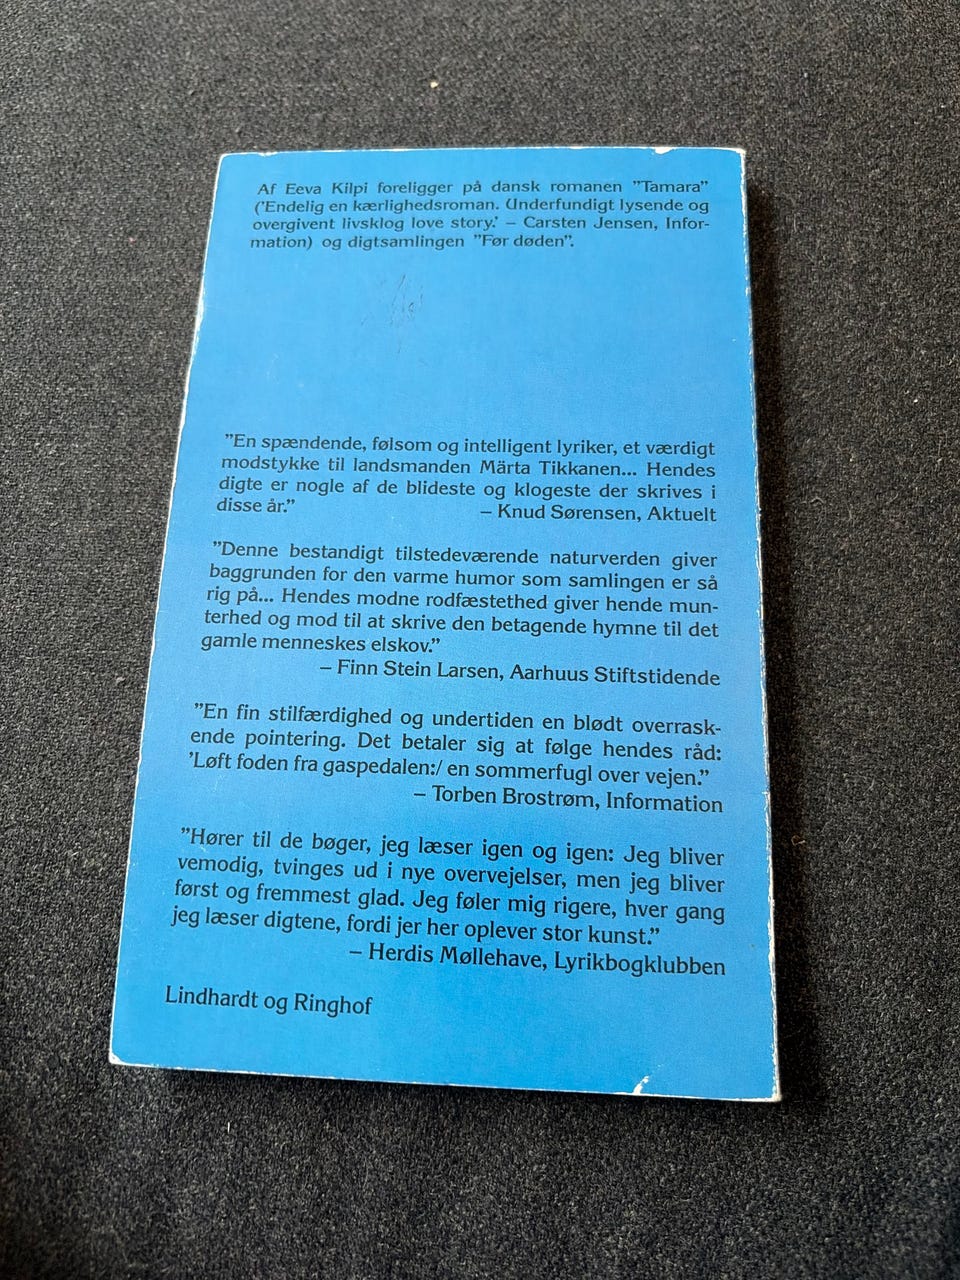 Af Eeva Kilpi foreligger på dansk romanen ”Tamara”
(’Endelig en kærlighedsroman. Underfundigt lysende og
overgivent livsklog love story.’ – Carsten Jensen, Infor-
mation) og digtsamlingen ”Før døden”.
”En spændende, følsom og intelligent lyriker, et værdigt
modstykke til landsmanden Märta Tikkanen... Hendes
digte er nogle af de blideste og klogeste der skrives i
disse år.” – Knud Sørensen, Aktuelt
”Denne bestandigt tilstedeværende naturverden giver
baggrunden for den varme humor som samlingen er så
rig på... Hendes modne rodfæstethed giver hende mun-
terhed og mod til at skrive den betagende hymne til det
gamle menneskes elskov.”
– Finn Stein Larsen, Aarhuus Stiftstidende
”En fin stilfærdighed og undertiden en blødt overrask-
ende pointering. Det betaler sig at følge hendes råd:
’Løft foden fra gaspedalen:/ en sommerfugl over vejen.”
– Torben Brostrøm, Information
”Hører til de bøger, jeg læser igen og igen: Jeg bliver
vemodig, tvinges ud i nye overvejelser, men jeg bliver
først og fremmest glad. Jeg føler mig rigere, hver gang
jeg læser digtene, fordi jer her oplever stor kunst.”
– Herdis Møllehave, Lyrikbogklubben
Lindhardt og Ringhof